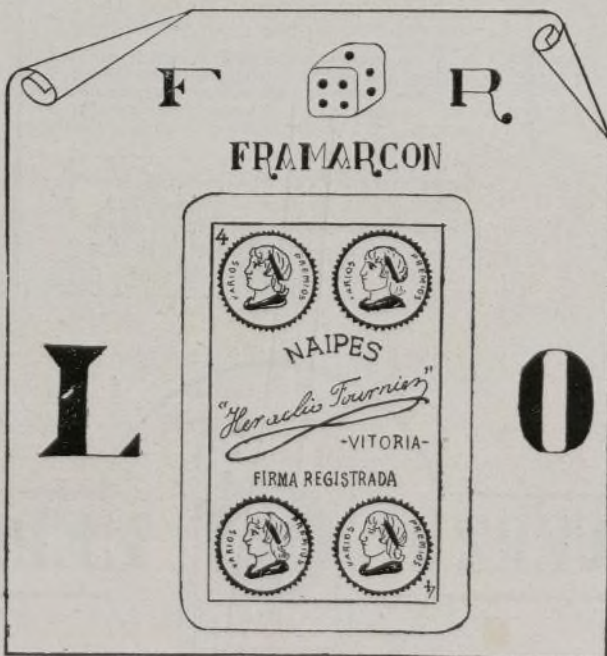 F R
FRAMARCON
4
VARIOS PREMIOS
VARIOS PREMIOS
NAIPES
L O
"Heraclio Fournier"
-VITORIA-
FIRMA REGISTRADA
VARIOS PREMIOS
VARIOS PREMIOS
4